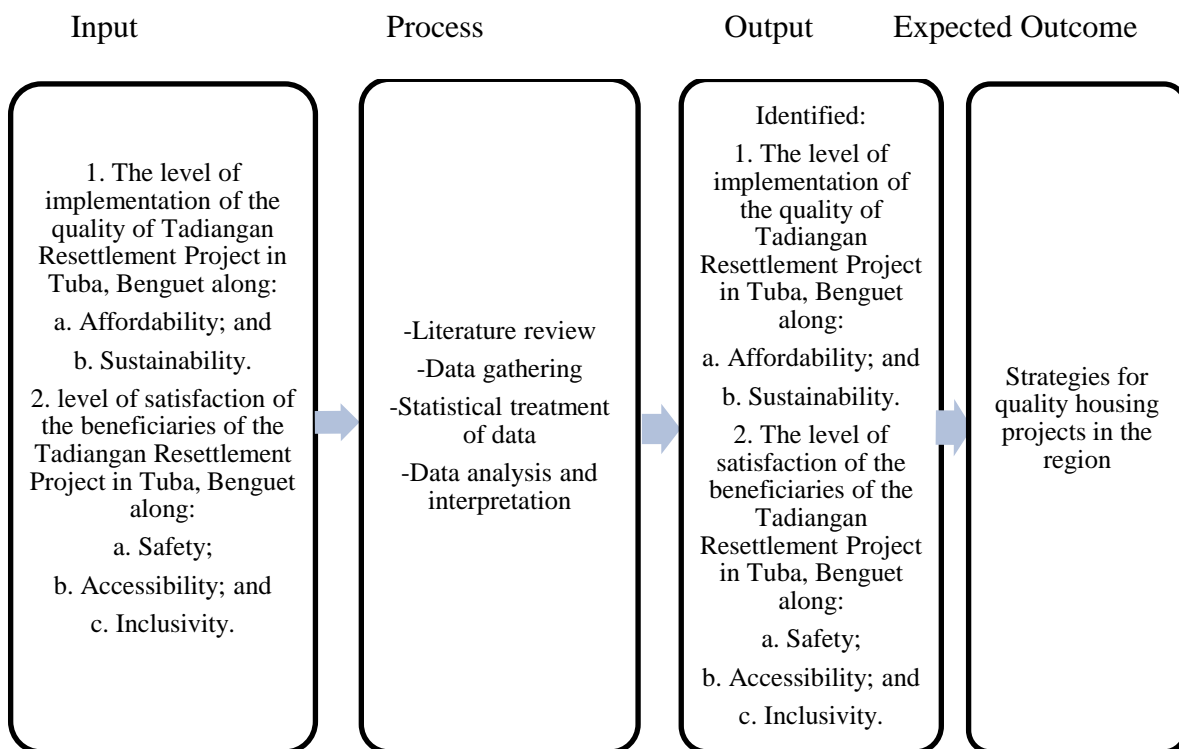 Input
Process
Output
Expected Outcome
1. The level of
implementation of the
quality of Tadiangan
Resettlement Project in
Tuba, Benguet along:
a. Affordability; and
b. Sustainability.
2. level of satisfaction of
the beneficiaries of the
Tadiangan Resettlement
Project in Tuba, Benguet
along:
a. Safety;
b. Accessibility; and
c. Inclusivity.
-Literature review
-Data gathering
-Statistical treatment
of data
-Data analysis and
interpretation
Identified:
1. The level of
implementation of
the quality of
Tadiangan
Resettlement Project
in Tuba, Benguet
along:
a. Affordability; and
b. Sustainability.
2. The level of
satisfaction of the
beneficiaries of the
Tadiangan
Resettlement Project
in Tuba, Benguet
along:
a. Safety;
b. Accessibility; and
c. Inclusivity.
Strategies for
quality housing
projects in the
region